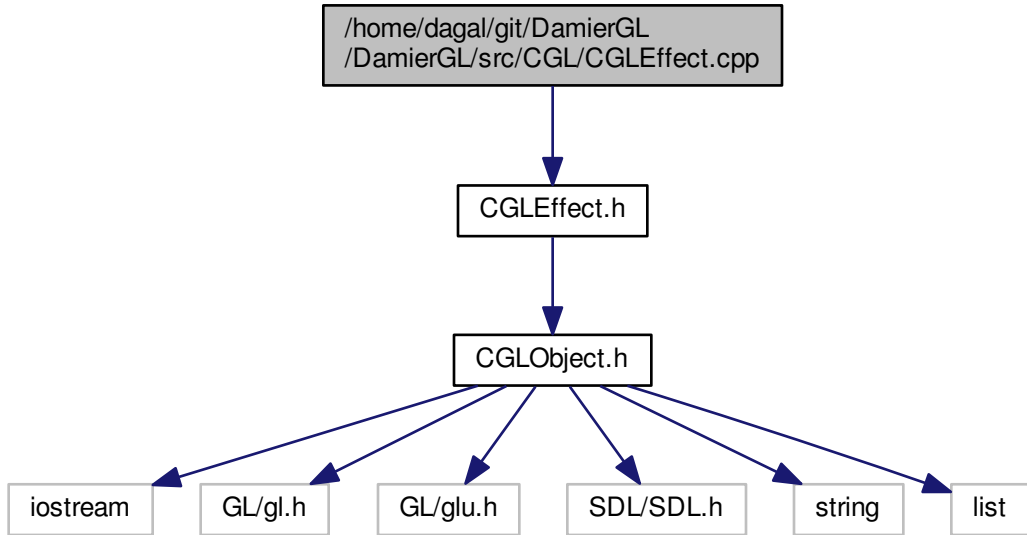 /home/dagal/git/DamierGL
/DamierGL/src/CGL/CGLEffect.cpp
CGLEffect.h
CGLObject.h
iostream
GL/gl.h
GL/glu.h
SDL/SDL.h
string
list